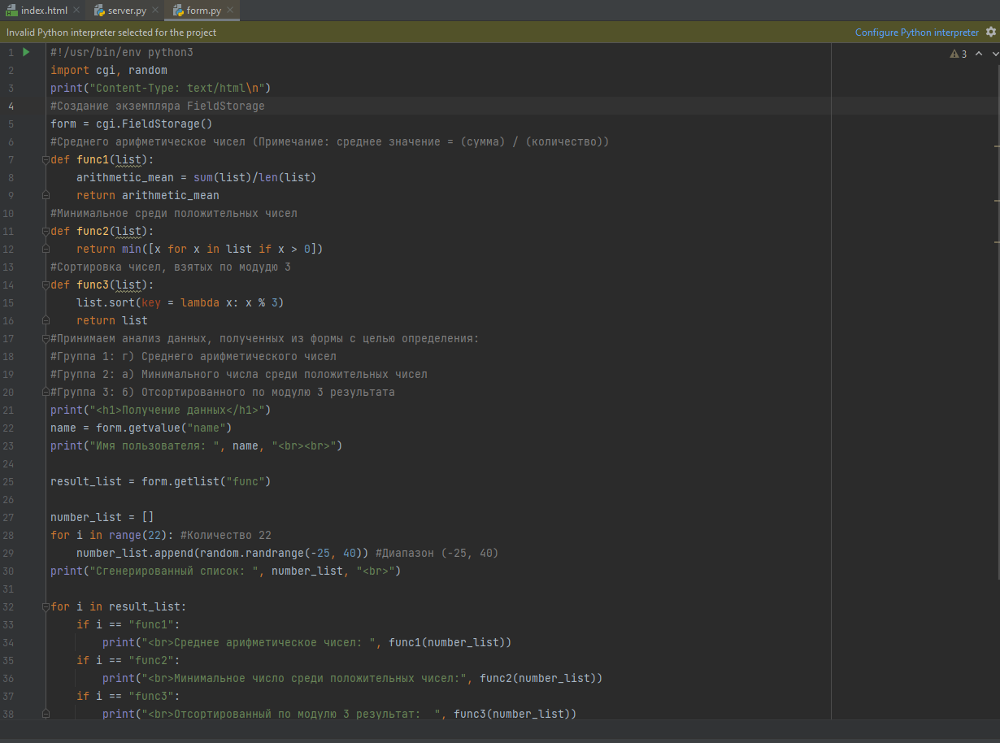 index.html server.py form.py
Invalid Python interpreter selected for the project Configure Python interpreter
1 #!/usr/bin/env python3 3
2 import cgi, random
3 print("Content-Type: text/html\n")
4 #Создание экземпляра FieldStorage
5 form = cgi.FieldStorage()
6 #Среднего арифметическое чисел (Примечание: среднее значение = (сумма) / (количество))
7 def func1(list):
8     arithmetic_mean = sum(list)/len(list)
9     return arithmetic_mean
10 #Минимальное среди положительных чисел
11 def func2(list):
12     return min([x for x in list if x > 0])
13 #Сортировка чисел, взятых по модудю 3
14 def func3(list):
15     list.sort(key = lambda x: x % 3)
16     return list
17 #Принимаем анализ данных, полученных из формы с целью определения:
18 #Группа 1: г) Среднего арифметического чисел
19 #Группа 2: а) Минимального числа среди положительных чисел
20 #Группа 3: б) Отсортированного по модулю 3 результата
21 print("<h1>Получение данных</h1>")
22 name = form.getvalue("name")
23 print("Имя пользователя: ", name, "<br><br>")
24
25 result_list = form.getlist("func")
26
27 number_list = []
28 for i in range(22): #Количество 22
29     number_list.append(random.randrange(-25, 40)) #Диапазон (-25, 40)
30 print("Сгенерированный список: ", number_list, "<br>")
31
32 for i in result_list:
33     if i == "func1":
34         print("<br>Среднее арифметическое чисел: ", func1(number_list))
35     if i == "func2":
36         print("<br>Минимальное число среди положительных чисел:", func2(number_list))
37     if i == "func3":
38         print("<br>Отсортированный по модулю 3 результат:  ", func3(number_list))